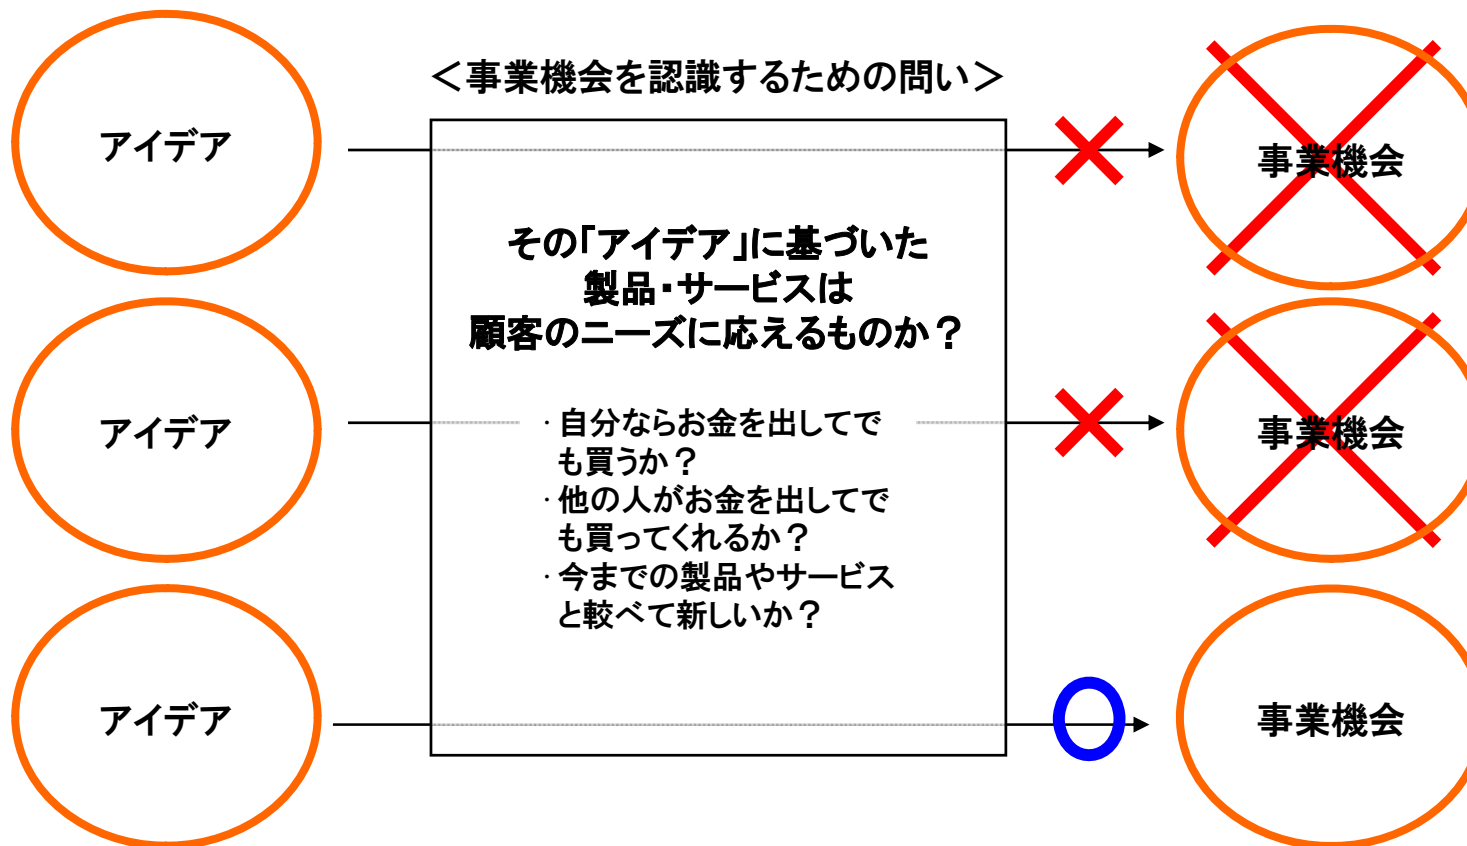 <事業機会を認識するための問い>
アイデア
事業機会
その「アイデア」に基づいた
製品・サービスは
顧客のニーズに応えるものか？
アイデア
・自分ならお金を出してで
も買うか？
・他の人がお金を出してで
も買ってくれるか？
・今までの製品やサービス
と較べて新しいか？
事業機会
アイデア
事業機会